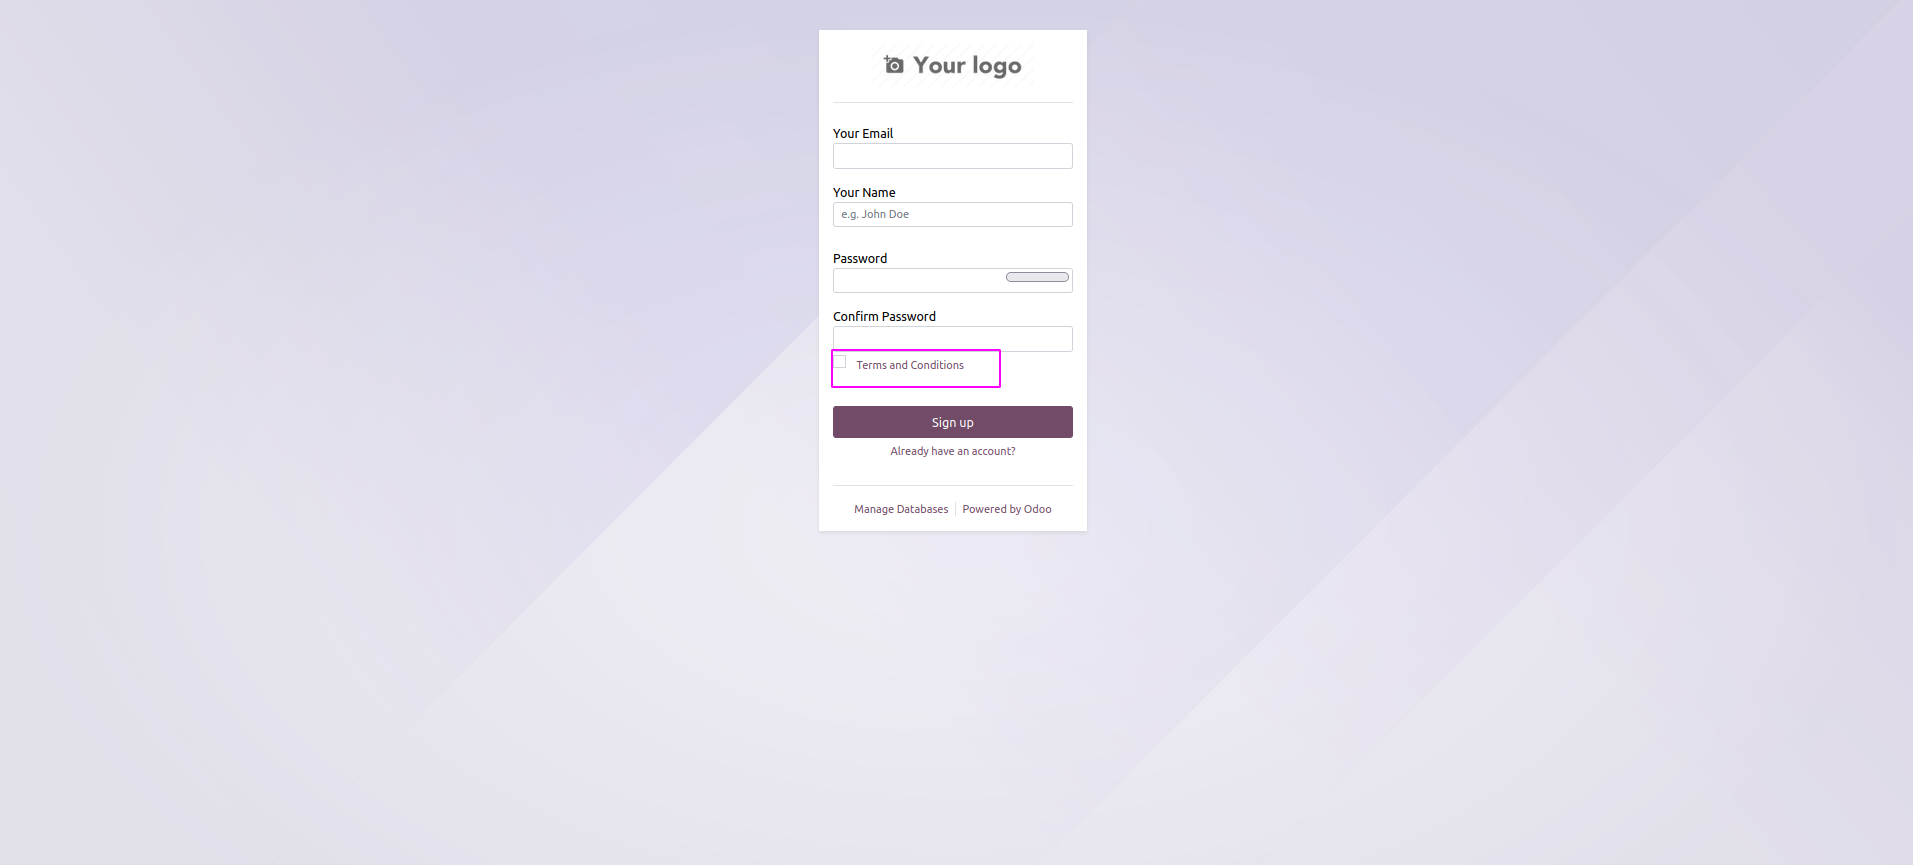 Your logo
Your Email
Your Name
e.g. John Doe
Password
Confirm Password
Terms and Conditions
Sign up
Already have an account?
Manage Databases Powered by Odoo